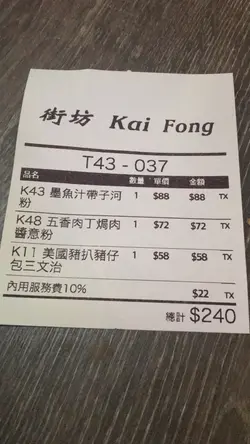 街坊 Kai Fong
T43 - 037
品名 數量 單價 金額
K43 墨魚汁帶子河 1 $88 $88 TX
粉
K48 五香肉丁焗肉 1 $72 $72 TX
醬意粉
K11 美國豬扒豬仔 1 $58 $58 TX
包三文治
內用服務費10% $22 TX
總計 $240